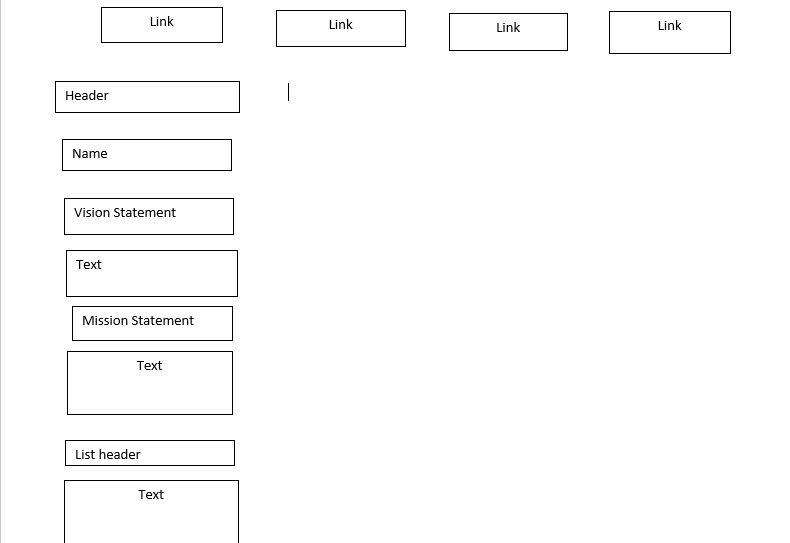 Link
Link
Link
Link
Header
Name
Vision Statement
Text
Mission Statement
Text
List header
Text